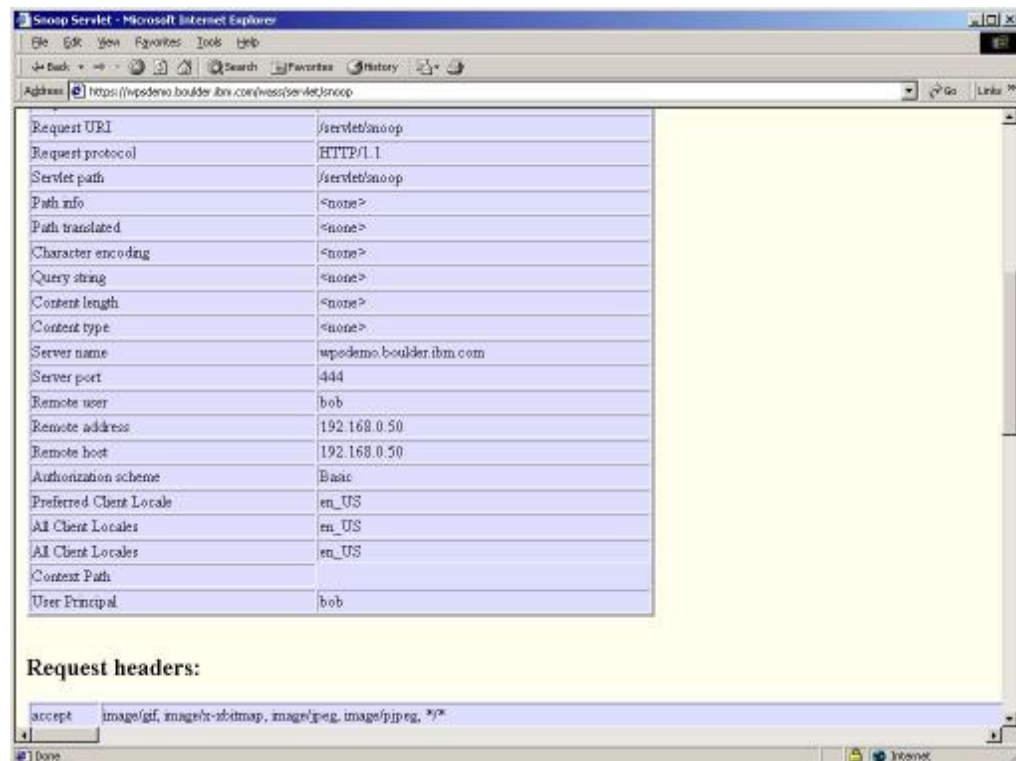 Snoop Servlet - Microsoft Internet Explorer
File Edit View Favorites Tools Help
Back Search Favorites History
Address https://wpsdemo.boulder.ibm.com/wass/servlet/snoop Go Links »
Request URI /servlet/snoop
Request protocol HTTP/1.1
Servlet path /servlet/snoop
Path info <none>
Path translated <none>
Character encoding <none>
Query string <none>
Content length <none>
Content type <none>
Server name wpsdemo.boulder.ibm.com
Server port 444
Remote user bob
Remote address 192.168.0.50
Remote host 192.168.0.50
Authorization scheme Basic
Preferred Client Locale en_US
All Client Locales en_US
All Client Locales en_US
Context Path
User Principal bob
Request headers:
accept image/gif, image/x-xbitmap, image/jpeg, image/pjpeg, */*
Done Internet